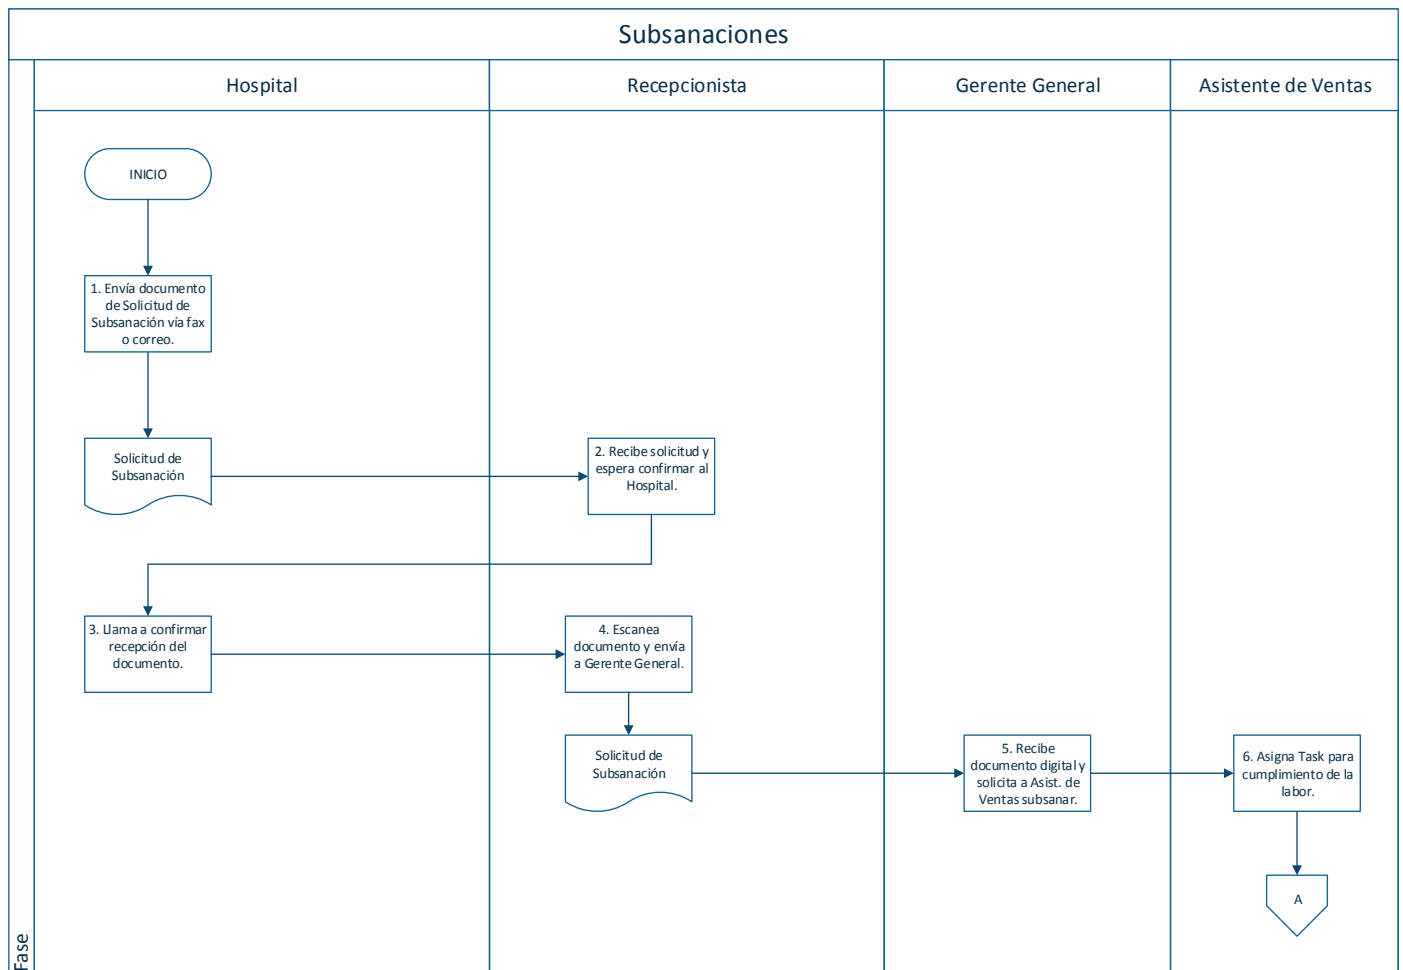 Subsanaciones
Hospital
Recepcionista
Gerente General
Asistente de Ventas
INICIO
1. Envía documento
de Solicitud de
Subsanación vía fax
o correo.
Solicitud de
Subsanación
2. Recibe solicitud y
espera confirmar al
Hospital.
3. Llama a confirmar
recepción del
documento.
4. Escanea
documento y envía
a Gerente General.
Solicitud de
Subsanación
5. Recibe
documento digital y
solicita a Asist. de
Ventas subsanar.
6. Asigna Task para
cumplimiento de la
labor.
A
Fase